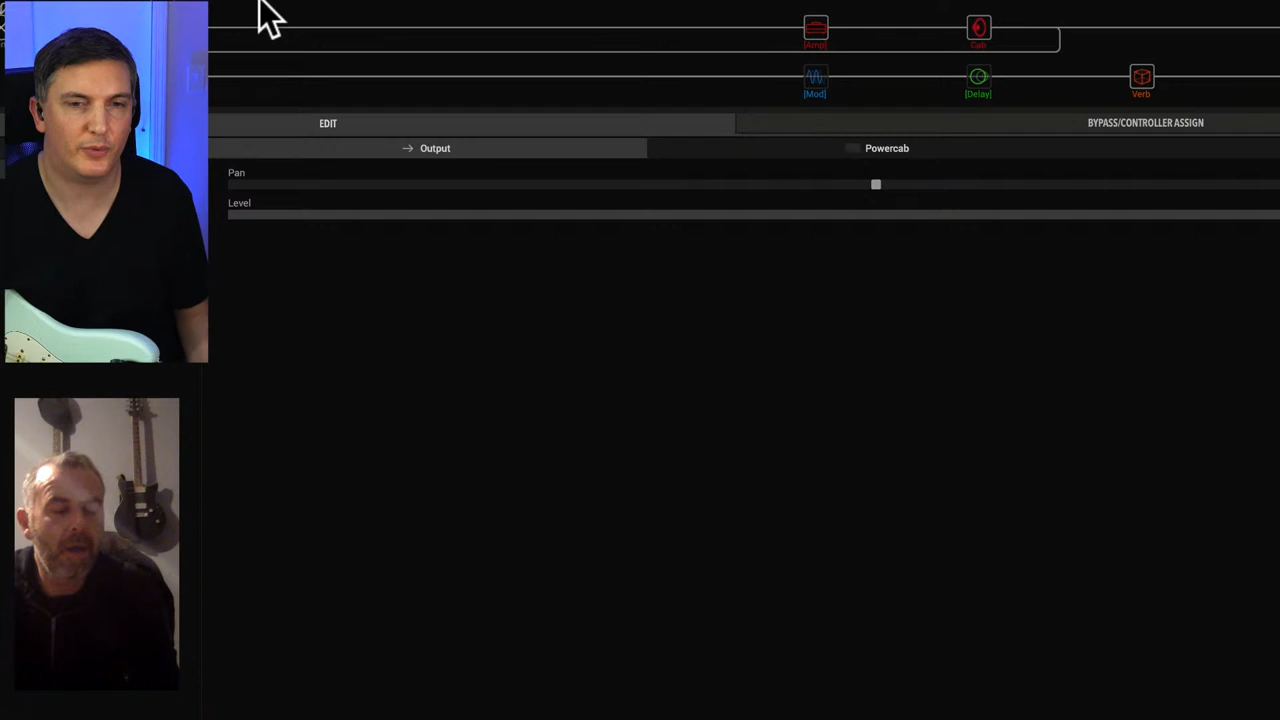 [Amp]
Cab
[Mod]
[Delay]
Verb
EDIT
BYPASS/CONTROLLER ASSIGN
Output
Powercab
Pan
Level